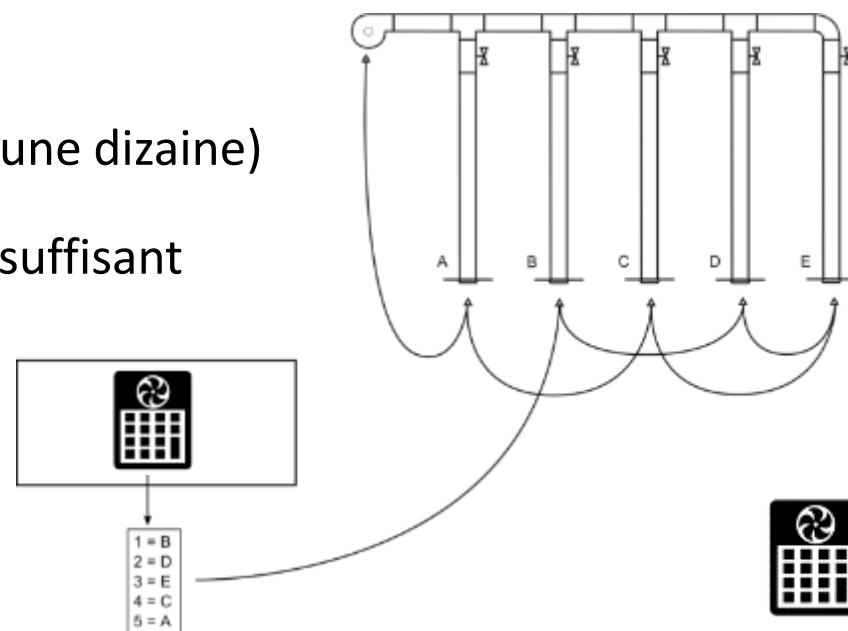 une dizaine)
suffisant
A B C D E
1 = B
2 = D
3 = E
4 = C
5 = A